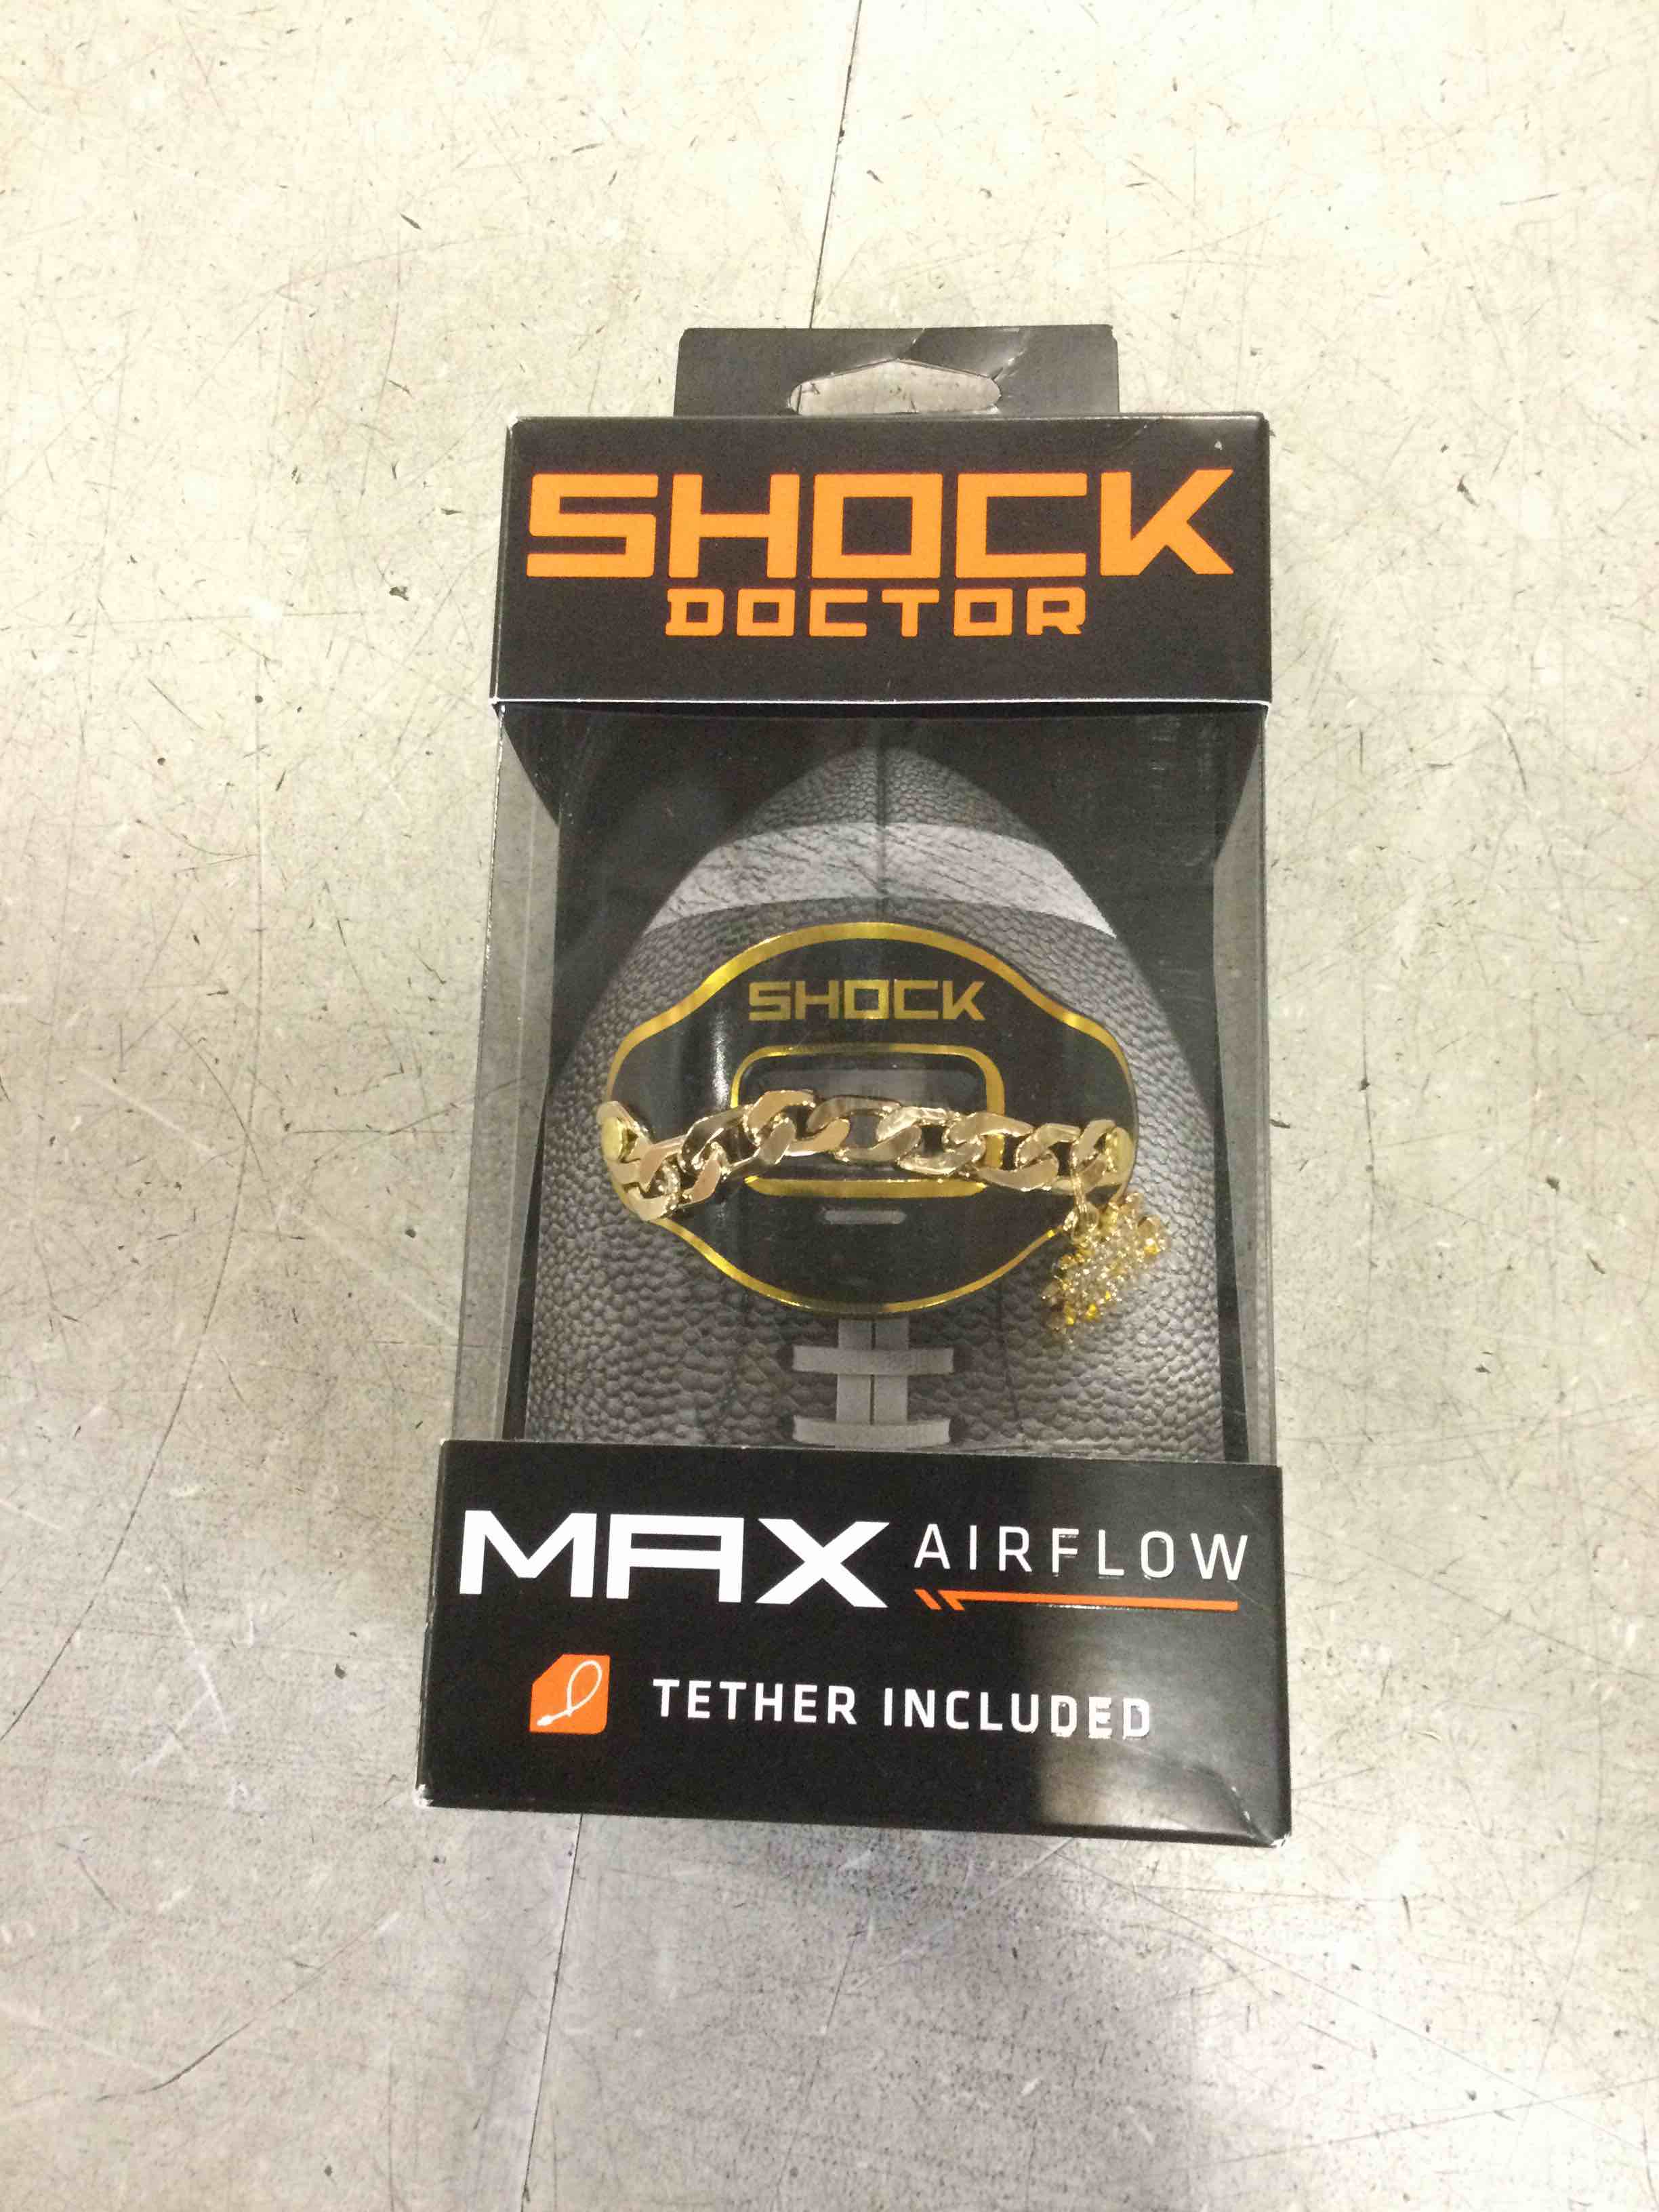 SHOCK
DOCTOR
SHOCK
MAX AIRFLOW
TETHER INCLUDED